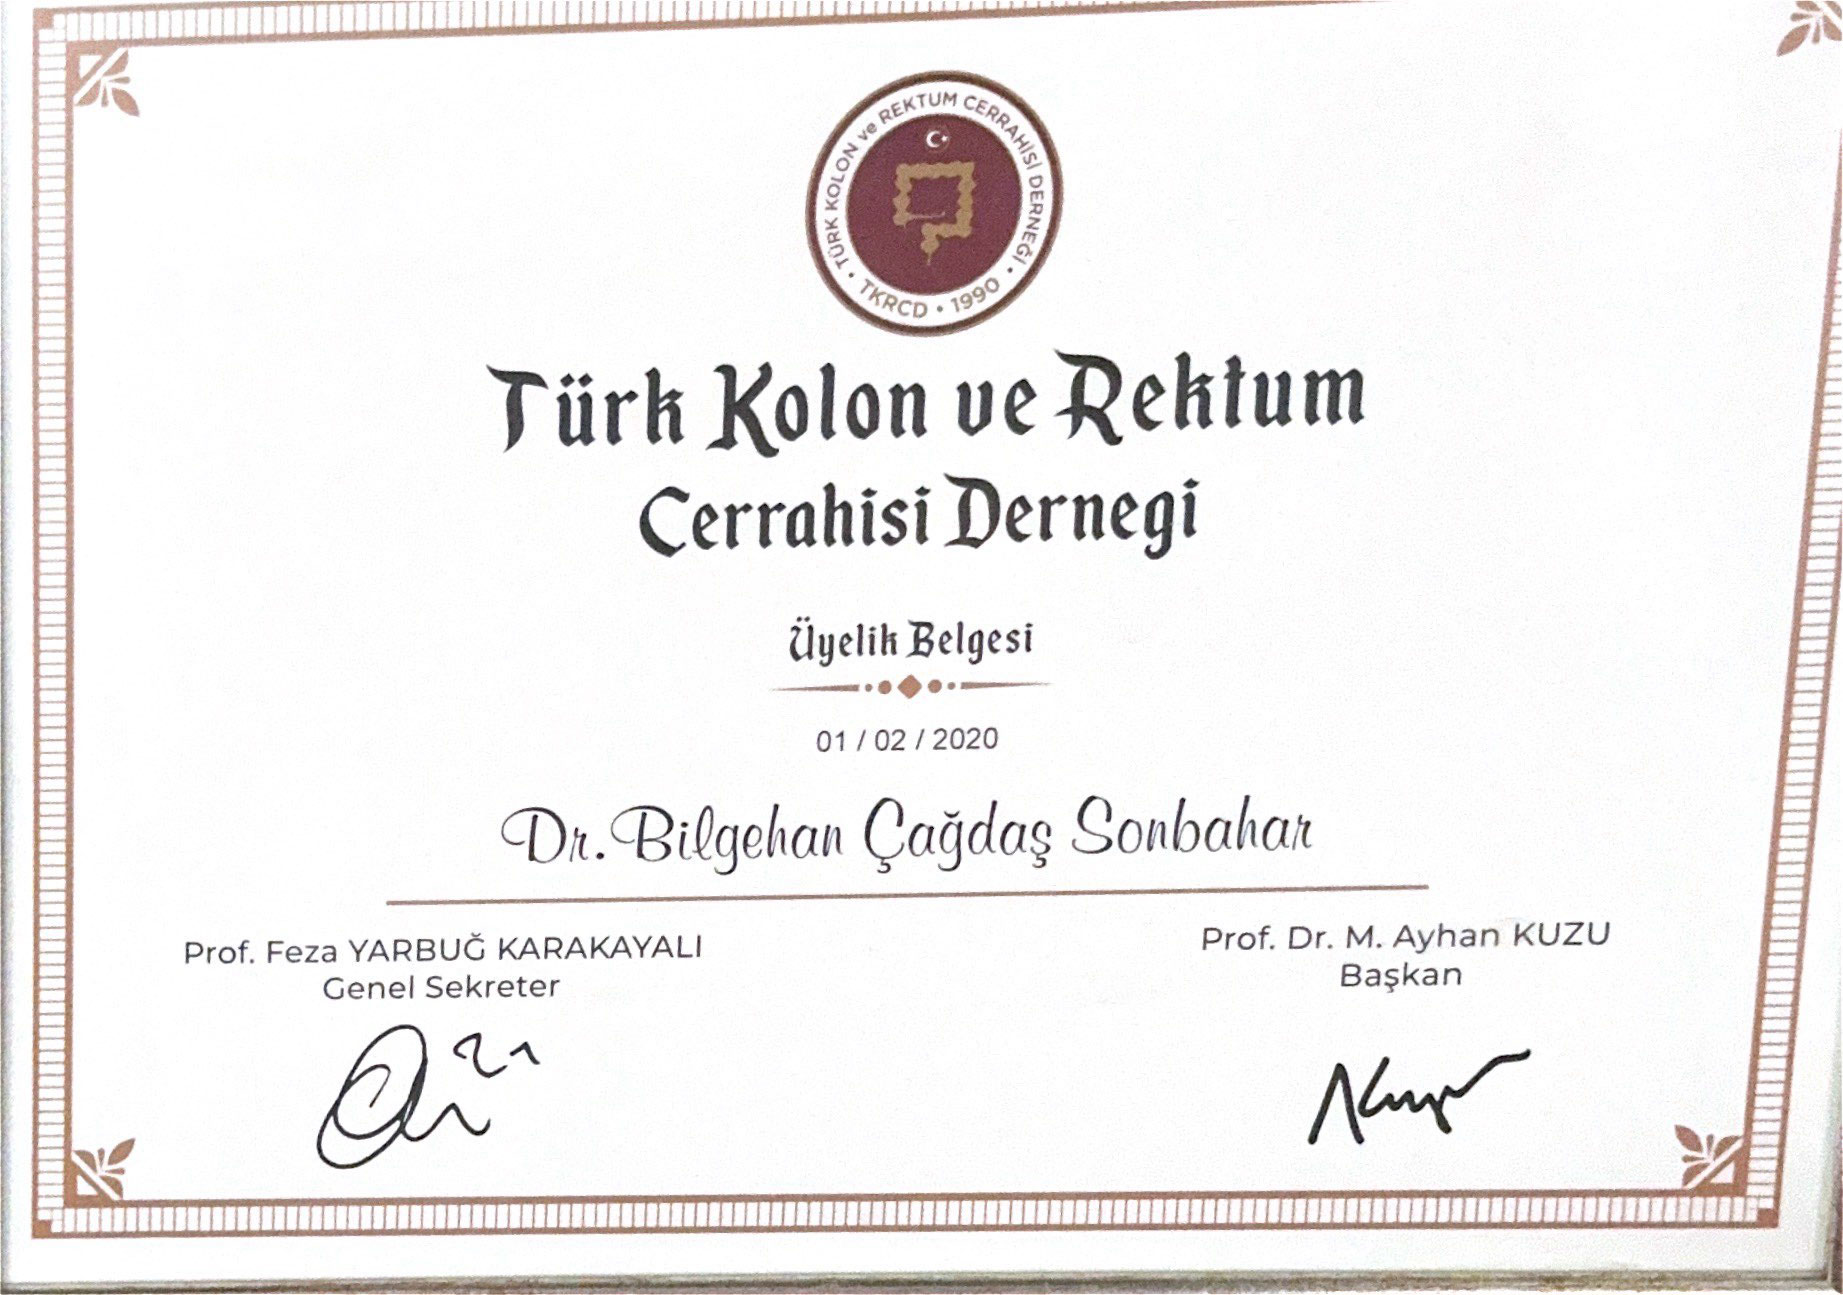 TÜRK KOLON ve REKTUM CERRAHİSİ DERNEĞİ
TKRCD • 1990
Türk Kolon ve Rektum
Cerrahisi Dernegi
Üyelik Belgesi
01 / 02 / 2020
Dr. Bilgehan Çağdaş Sonbahar
Prof. Feza YARBUĞ KARAKAYALI
Genel Sekreter
Prof. Dr. M. Ayhan KUZU
Başkan